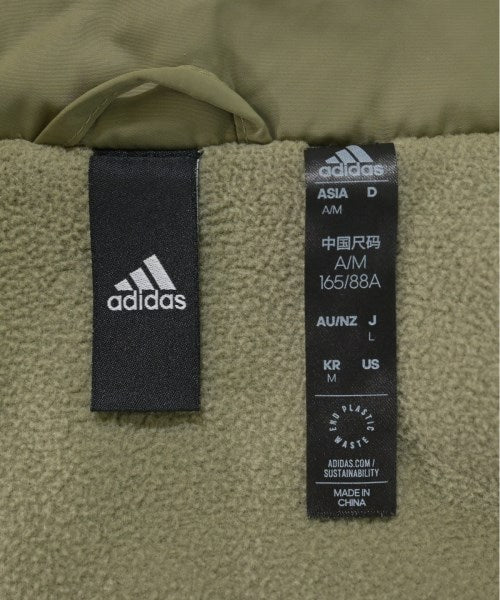 adidas
adidas
ASIA D
A/M
中国尺码
A/M
165/88A
AU/NZ J
L
KR US
M
END PLASTIC WASTE
ADIDAS.COM/
SUSTAINABILITY
MADE IN
CHINA